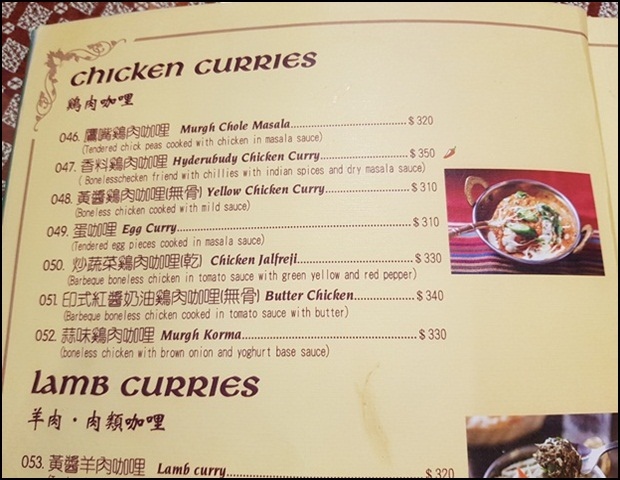 CHICKEN CURRIES
鶏肉咖哩
046. 鷹嘴鶏肉咖哩 Murgh Chole Masala..............................$ 320
(Tendered chick peas cooked with chicken in masala sauce)
047. 香料鶏肉咖哩 Hyderubudy Chicken Curry......................$ 350
( Bonelesschecken friend with chillies with indian spices and dry masala sauce)
048. 黃醬鶏肉咖哩(無骨) Yellow Chicken Curry.....................$ 310
(Boneless chicken cooked with mild sauce)
049. 蛋咖哩 Egg Curry....................................................$ 310
(Tendered egg pieces cooked in masala sauce)
050. 炒蔬菜鶏肉咖哩(乾) Chicken Jalfreji.............................$ 330
(Barbeque boneless chicken in tomato sauce with green yellow and red pepper)
051. 印式紅醬奶油鶏肉咖哩(無骨) Butter Chicken...............$ 340
(Barbeque boneless chicken cooked in tomato sauce with butter)
052. 蒜味鶏肉咖哩 Murgh Korma.....................................$ 330
(boneless chicken with brown onion and yoghurt base sauce)
LAMB CURRIES
羊肉・肉類咖哩
053. 黃醬羊肉咖哩 Lamb curry.............................................$ 320